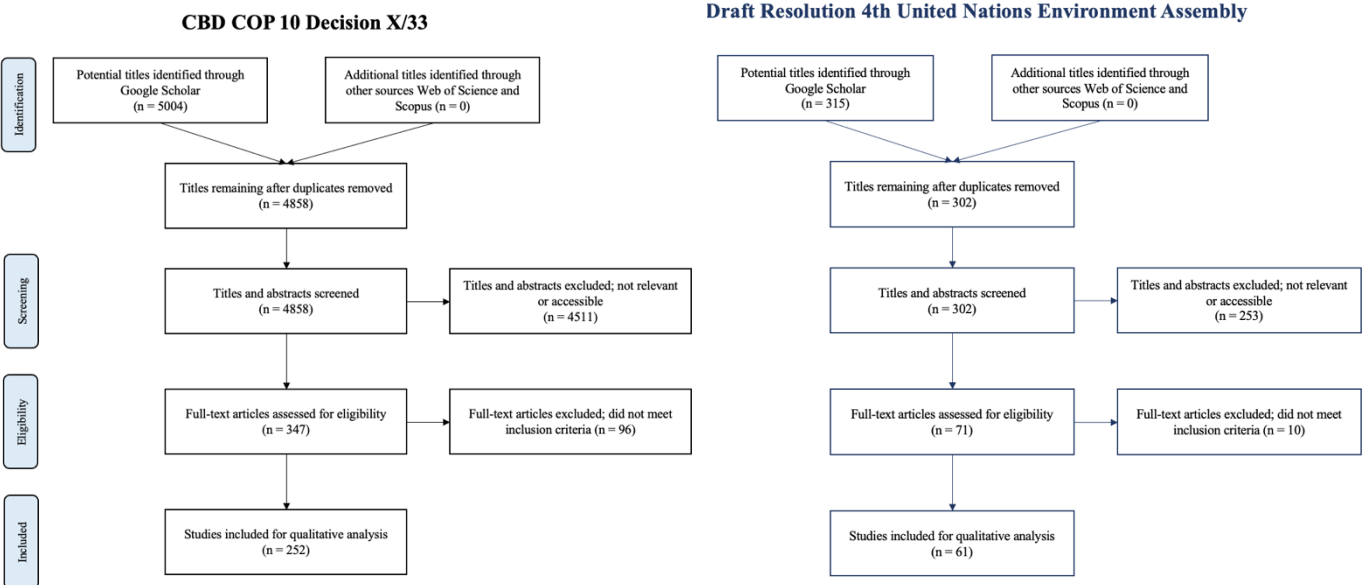 CBD COP 10 Decision X/33
Draft Resolution 4th United Nations Environment Assembly
Identification
Potential titles identified through
Google Scholar
(n = 5004)
Additional titles identified through
other sources Web of Science and
Scopus (n = 0)
Potential titles identified through
Google Scholar
(n = 315)
Additional titles identified through
other sources Web of Science and
Scopus (n = 0)
Titles remaining after duplicates removed
(n = 4858)
Titles remaining after duplicates removed
(n = 302)
Screening
Titles and abstracts screened
(n = 4858)
Titles and abstracts excluded; not relevant
or accessible
(n = 4511)
Titles and abstracts screened
(n = 302)
Titles and abstracts excluded; not relevant
or accessible
(n = 253)
Eligibility
Full-text articles assessed for eligibility
(n = 347)
Full-text articles excluded; did not meet
inclusion criteria (n = 96)
Full-text articles assessed for eligibility
(n = 71)
Full-text articles excluded; did not meet
inclusion criteria (n = 10)
Included
Studies included for qualitative analysis
(n = 252)
Studies included for qualitative analysis
(n = 61)